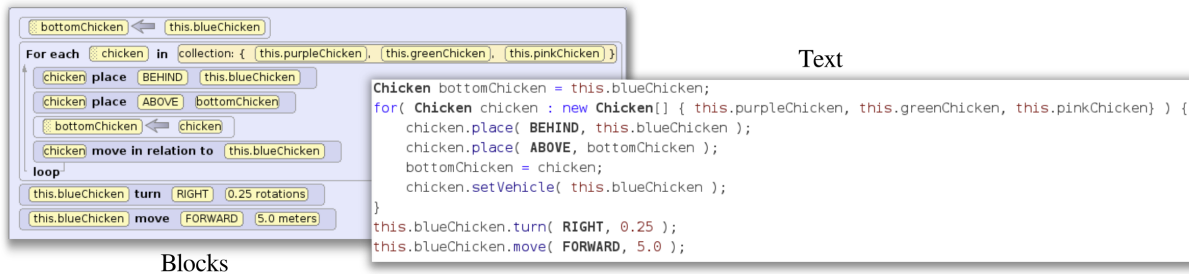 bottomChicken this.blueChicken
For each chicken in collection: { this.purpleChicken, this.greenChicken, this.pinkChicken }
chicken place BEHIND this.blueChicken
chicken place ABOVE bottomChicken
bottomChicken chicken
chicken move in relation to this.blueChicken
loop
this.blueChicken turn RIGHT 0.25 rotations
this.blueChicken move FORWARD 5.0 meters
Blocks
Text
Chicken bottomChicken = this.blueChicken;
for( Chicken chicken : new Chicken[] { this.purpleChicken, this.greenChicken, this.pinkChicken} ) {
chicken.place( BEHIND, this.blueChicken );
chicken.place( ABOVE, bottomChicken );
bottomChicken = chicken;
chicken.setVehicle( this.blueChicken );
}
this.blueChicken.turn( RIGHT, 0.25 );
this.blueChicken.move( FORWARD, 5.0 );